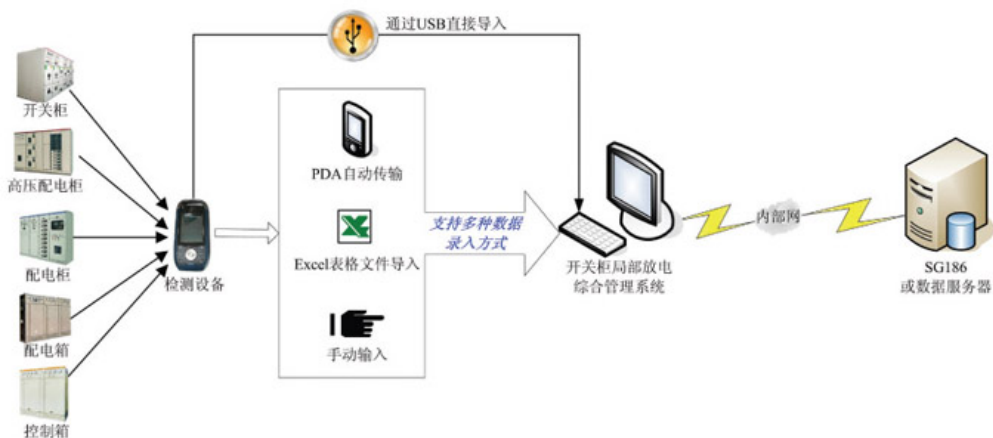 通过USB直接导入
开关柜
高压配电柜
配电柜
配电箱
控制箱
检测设备
PDA自动传输
Excel表格文件导入
手动输入
支持多种数据
录入方式
开关柜局部放电
综合管理系统
内部网
SG186
或数据服务器